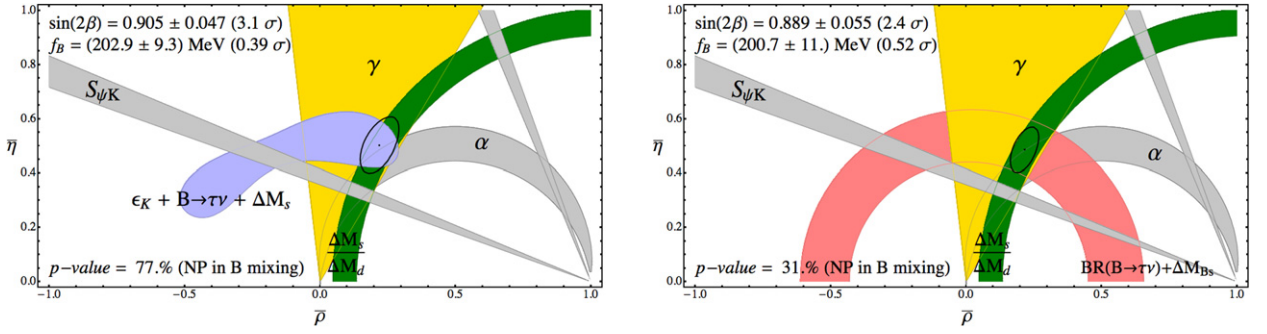 sin(2β) = 0.905 ± 0.047 (3.1 σ)
f_B = (202.9 ± 9.3) MeV (0.39 σ)
γ
S_ψK
α
ϵ_K + B→τν + ΔM_s
ΔM_s
ΔM_d
p-value = 77.% (NP in B mixing)
η̄
1.0
0.8
0.6
0.4
0.2
0.0
-1.0
-0.5
0.0
0.5
1.0
ρ̄
sin(2β) = 0.889 ± 0.055 (2.4 σ)
f_B = (200.7 ± 11.) MeV (0.52 σ)
γ
S_ψK
α
ΔM_s
ΔM_d
p-value = 31.% (NP in B mixing)
BR(B→τν)+ΔM_Bs
η̄
1.0
0.8
0.6
0.4
0.2
0.0
-1.0
-0.5
0.0
0.5
1.0
ρ̄